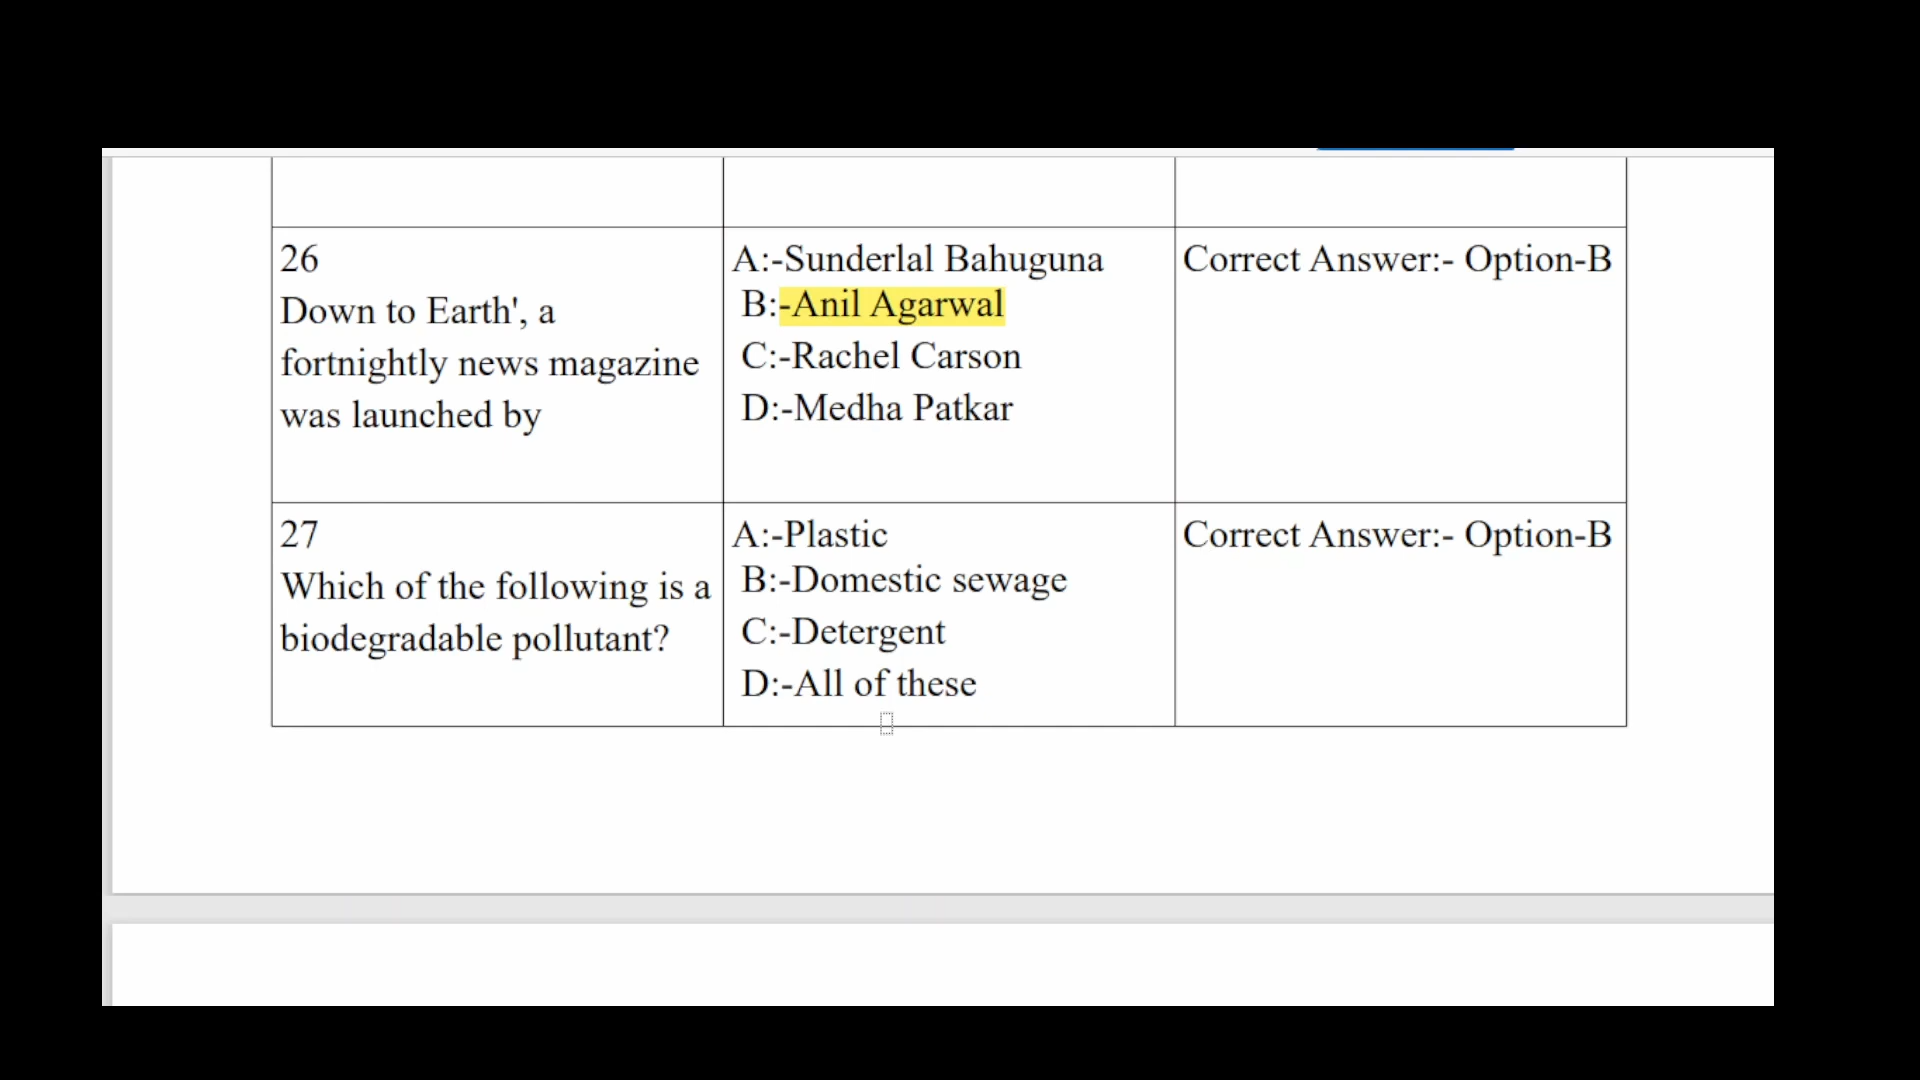 26
Down to Earth', a
fortnightly news magazine
was launched by
A:-Sunderlal Bahuguna
B:-Anil Agarwal
C:-Rachel Carson
D:-Medha Patkar
Correct Answer:- Option-B
27
Which of the following is a
biodegradable pollutant?
A:-Plastic
B:-Domestic sewage
C:-Detergent
D:-All of these
Correct Answer:- Option-B